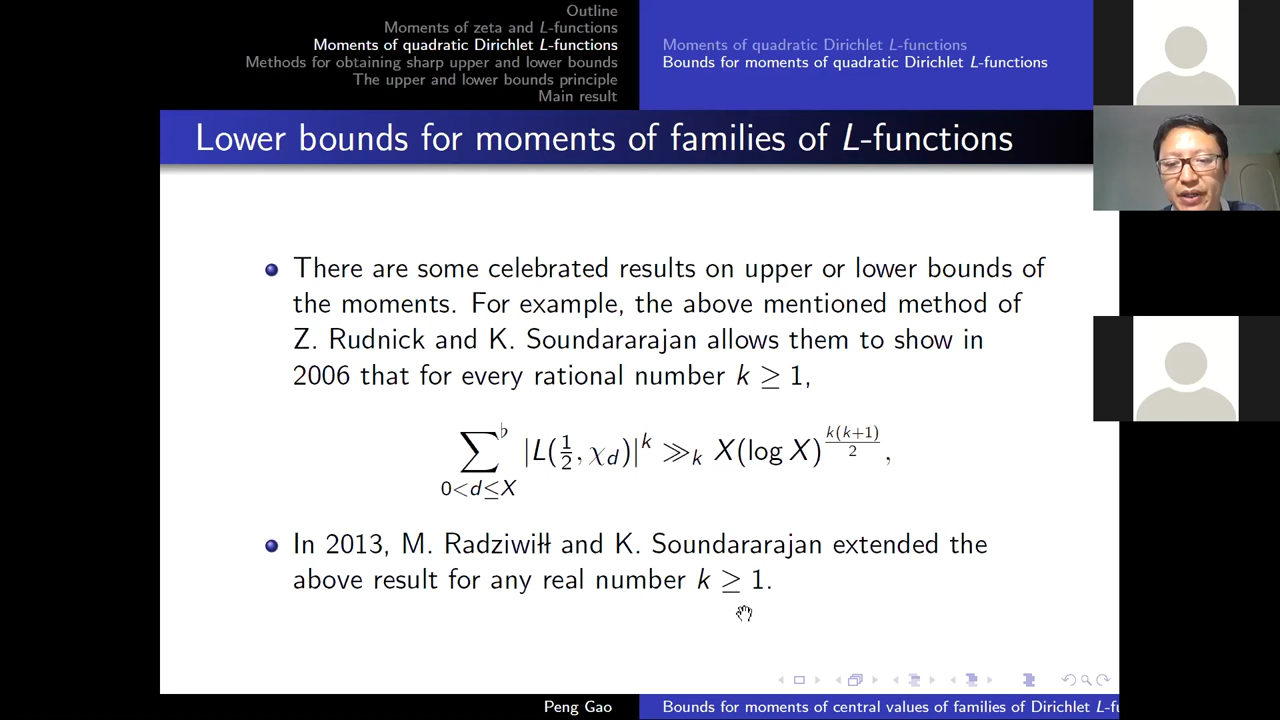 Outline
Moments of zeta and L-functions
Moments of quadratic Dirichlet L-functions
Methods for obtaining sharp upper and lower bounds
The upper and lower bounds principle
Main result
Moments of quadratic Dirichlet L-functions
Bounds for moments of quadratic Dirichlet L-functions
Lower bounds for moments of families of L-functions
There are some celebrated results on upper or lower bounds of
the moments. For example, the above mentioned method of
Z. Rudnick and K. Soundararajan allows them to show in
2006 that for every rational number k ≥ 1,
∑♭_{0<d≤X} |L(½, χ_d)|^k ≫_k X(log X)^{k(k+1)/2},
In 2013, M. Radziwiłł and K. Soundararajan extended the
above result for any real number k ≥ 1.
Peng Gao
Bounds for moments of central values of families of Dirichlet L-fu